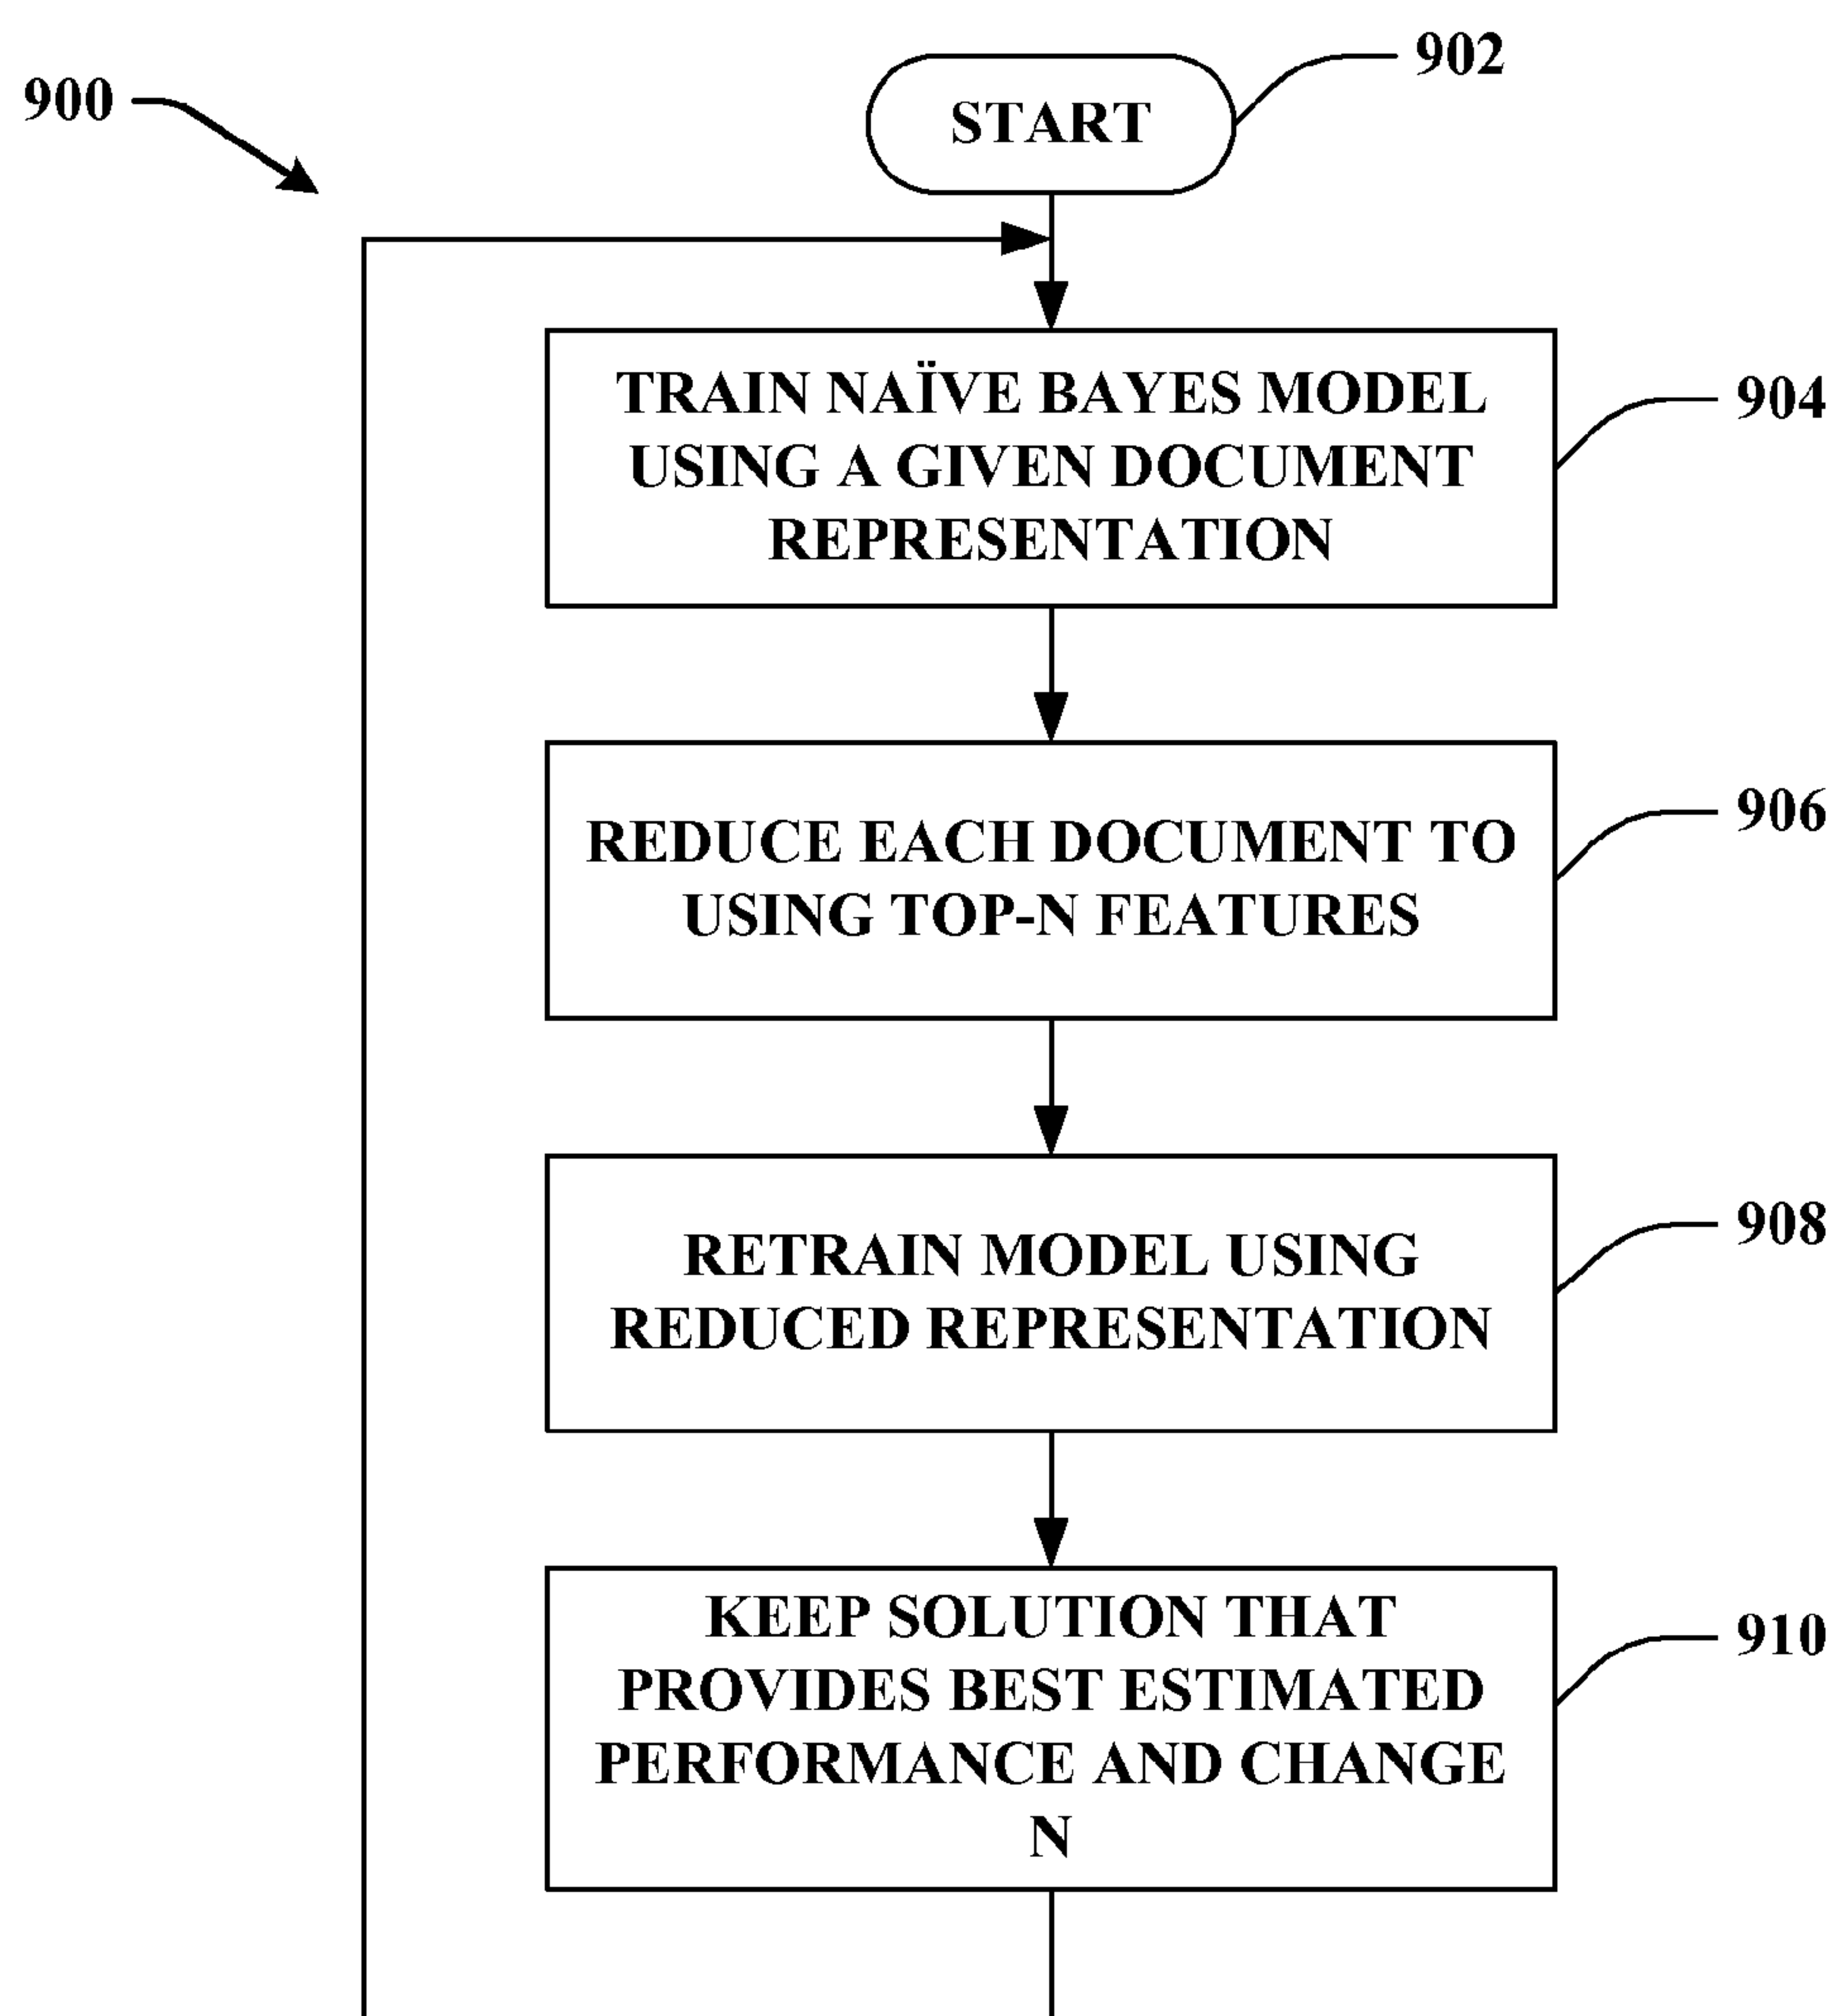 902
900
START
TRAIN NAÏVE BAYES MODEL
USING A GIVEN DOCUMENT
REPRESENTATION
904
REDUCE EACH DOCUMENT TO
USING TOP-N FEATURES
906
RETRAIN MODEL USING
REDUCED REPRESENTATION
908
KEEP SOLUTION THAT
PROVIDES BEST ESTIMATED
PERFORMANCE AND CHANGE
N
910